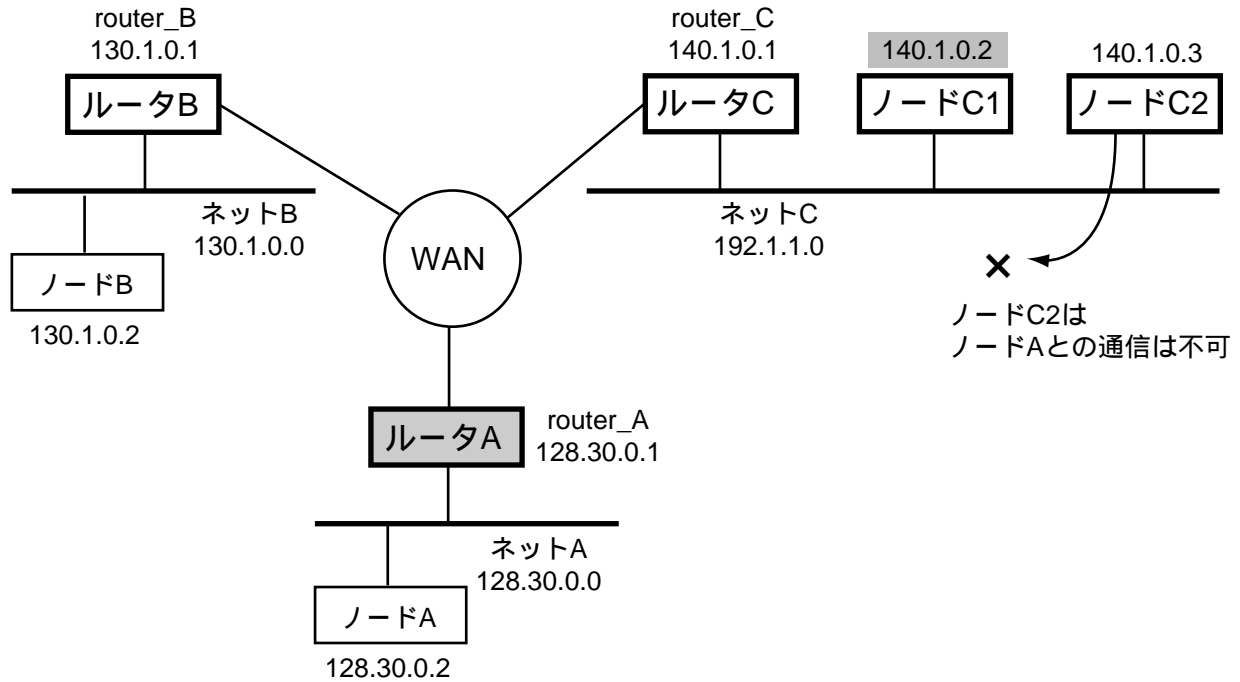 router_B
130.1.0.1
ルータB
ネットB
130.1.0.0
ノードB
130.1.0.2
WAN
router_C
140.1.0.1
ルータC
140.1.0.2
ノードC1
140.1.0.3
ノードC2
ネットC
192.1.1.0
×
ノードC2は
ノードAとの通信は不可
ルータA
router_A
128.30.0.1
ネットA
128.30.0.0
ノードA
128.30.0.2